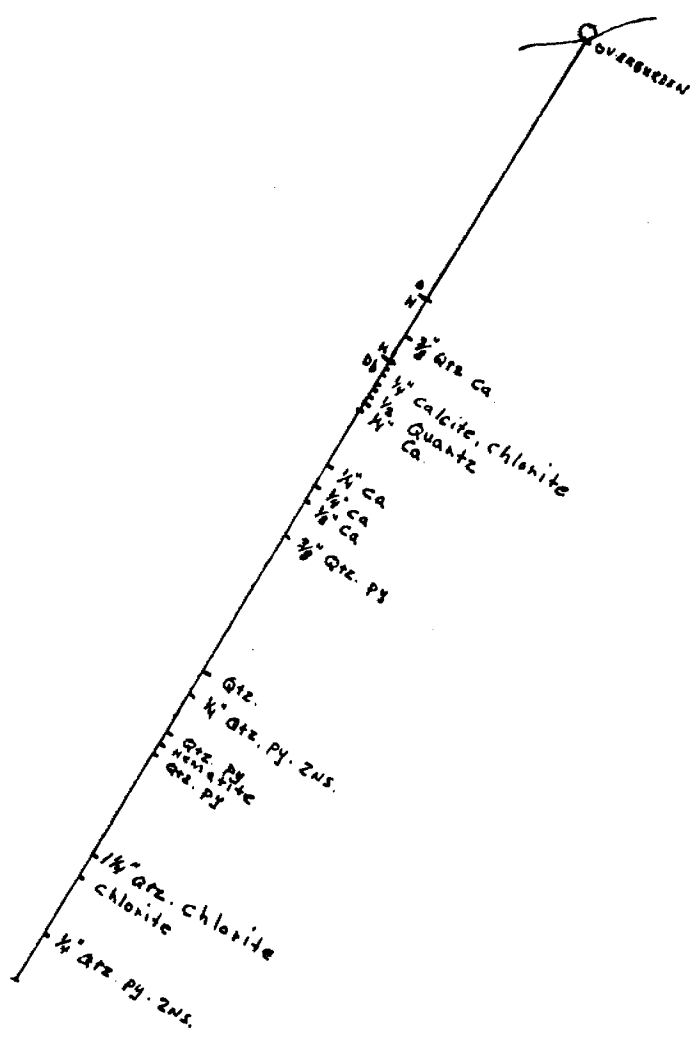 OVERBURDEN
D
H
3/8" Qtz Ca
H
Db
1/4" calcite, chlorite
1/2 Quartz
1/4" Ca
1/4" Ca
1/4" Ca
1/8" Ca
3/8" Qtz. Py
Qtz.
1/4" Qtz. Py. ZNS.
Qtz. Py
Hematite
Qtz. Py
1 1/4" Qtz. chlorite
chlorite
1/4" Qtz. Py. ZNS.